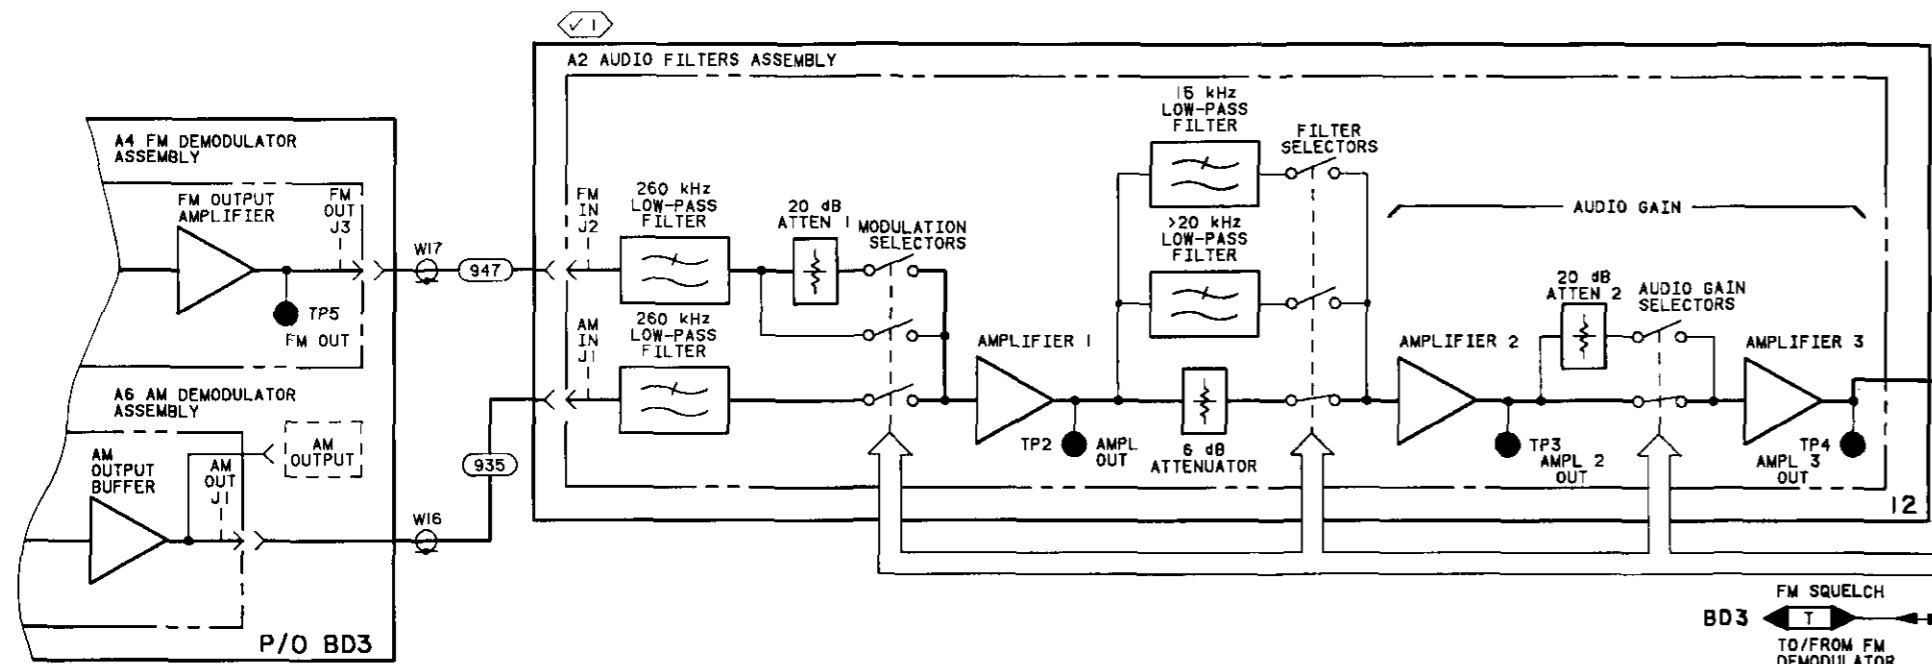 ✓ 1
A2 AUDIO FILTERS ASSEMBLY
A4 FM DEMODULATOR
ASSEMBLY
FM OUTPUT
AMPLIFIER
FM
OUT
J3
TP5
FM OUT
W17
947
FM
IN
J2
260 kHz
LOW-PASS
FILTER
20 dB
ATTEN 1
MODULATION
SELECTORS
15 kHz
LOW-PASS
FILTER
FILTER
SELECTORS
>20 kHz
LOW-PASS
FILTER
AUDIO GAIN
AM
IN
J1
260 kHz
LOW-PASS
FILTER
AMPLIFIER 1
TP2
AMPL
OUT
6 dB
ATTENUATOR
AMPLIFIER 2
20 dB
ATTEN 2
AUDIO GAIN
SELECTORS
AMPLIFIER 3
TP3
AMPL 2
OUT
TP4
AMPL 3
OUT
12
A6 AM DEMODULATOR
ASSEMBLY
AM
OUTPUT
BUFFER
AM
OUT
J1
AM
OUTPUT
935
W16
P/O BD3
FM SQUELCH
BD3
T
TO/FROM FM
DEMODULATOR